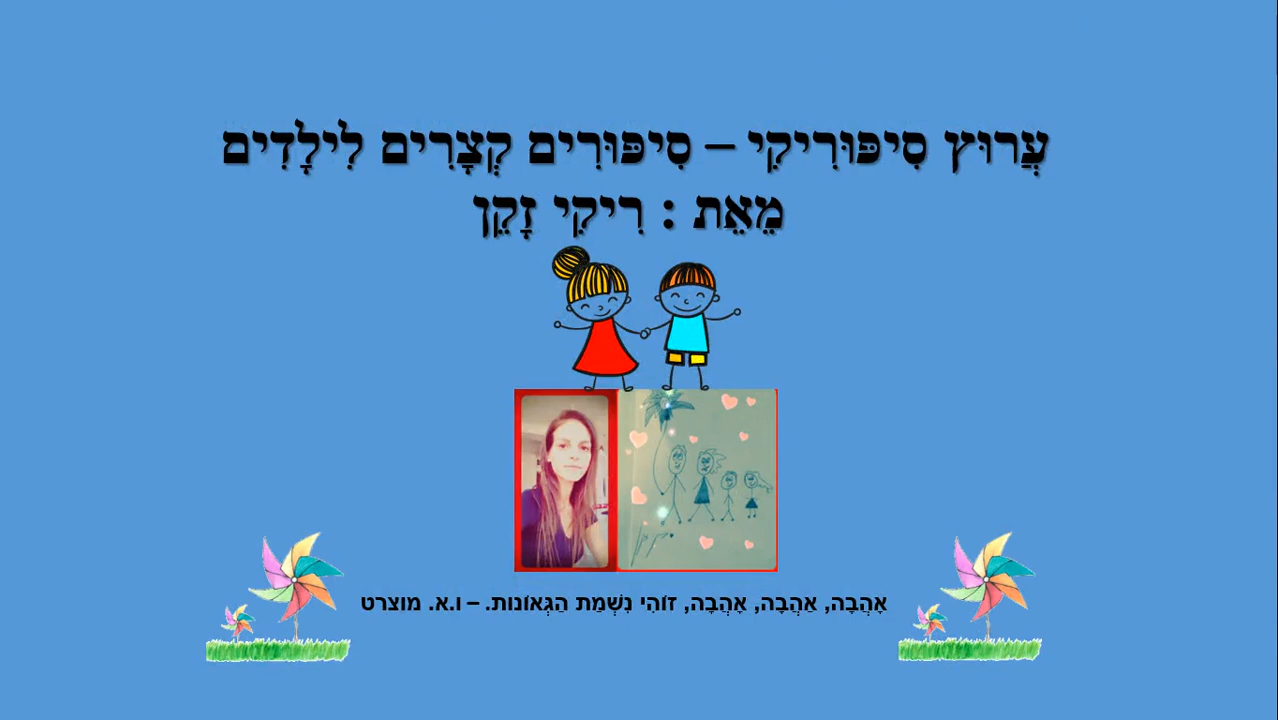 עֲרוּץ סִיפּוּרִיקִי – סִיפּוּרִים קְצָרִים לִילָדִים
מֵאֵת : רִיקִי זָקֵן
אָהֲבָה, אַהֲבָה, אָהֲבָה, זוֹהִי נִשְׁמַת הַגְּאוֹנוּת. – ו.א. מוצרט